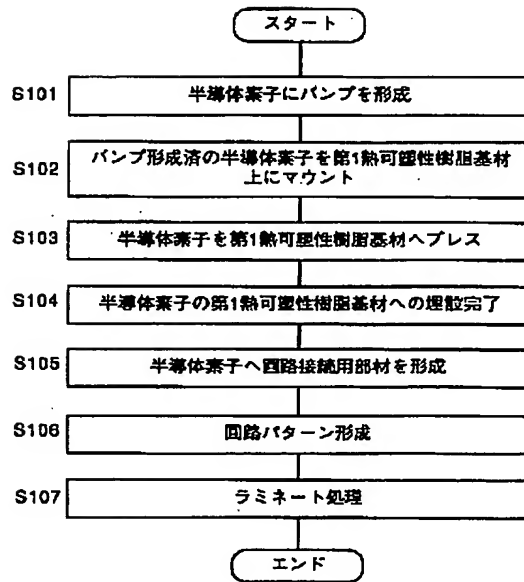 スタート
S101
半導体素子にバンプを形成
S102
バンプ形成済の半導体素子を第1熱可塑性樹脂基材
上にマウント
S103
半導体素子を第1熱可塑性樹脂基材へプレス
S104
半導体素子の第1熱可塑性樹脂基材への埋設完了
S105
半導体素子へ回路接続用部材を形成
S106
回路パターン形成
S107
ラミネート処理
エンド